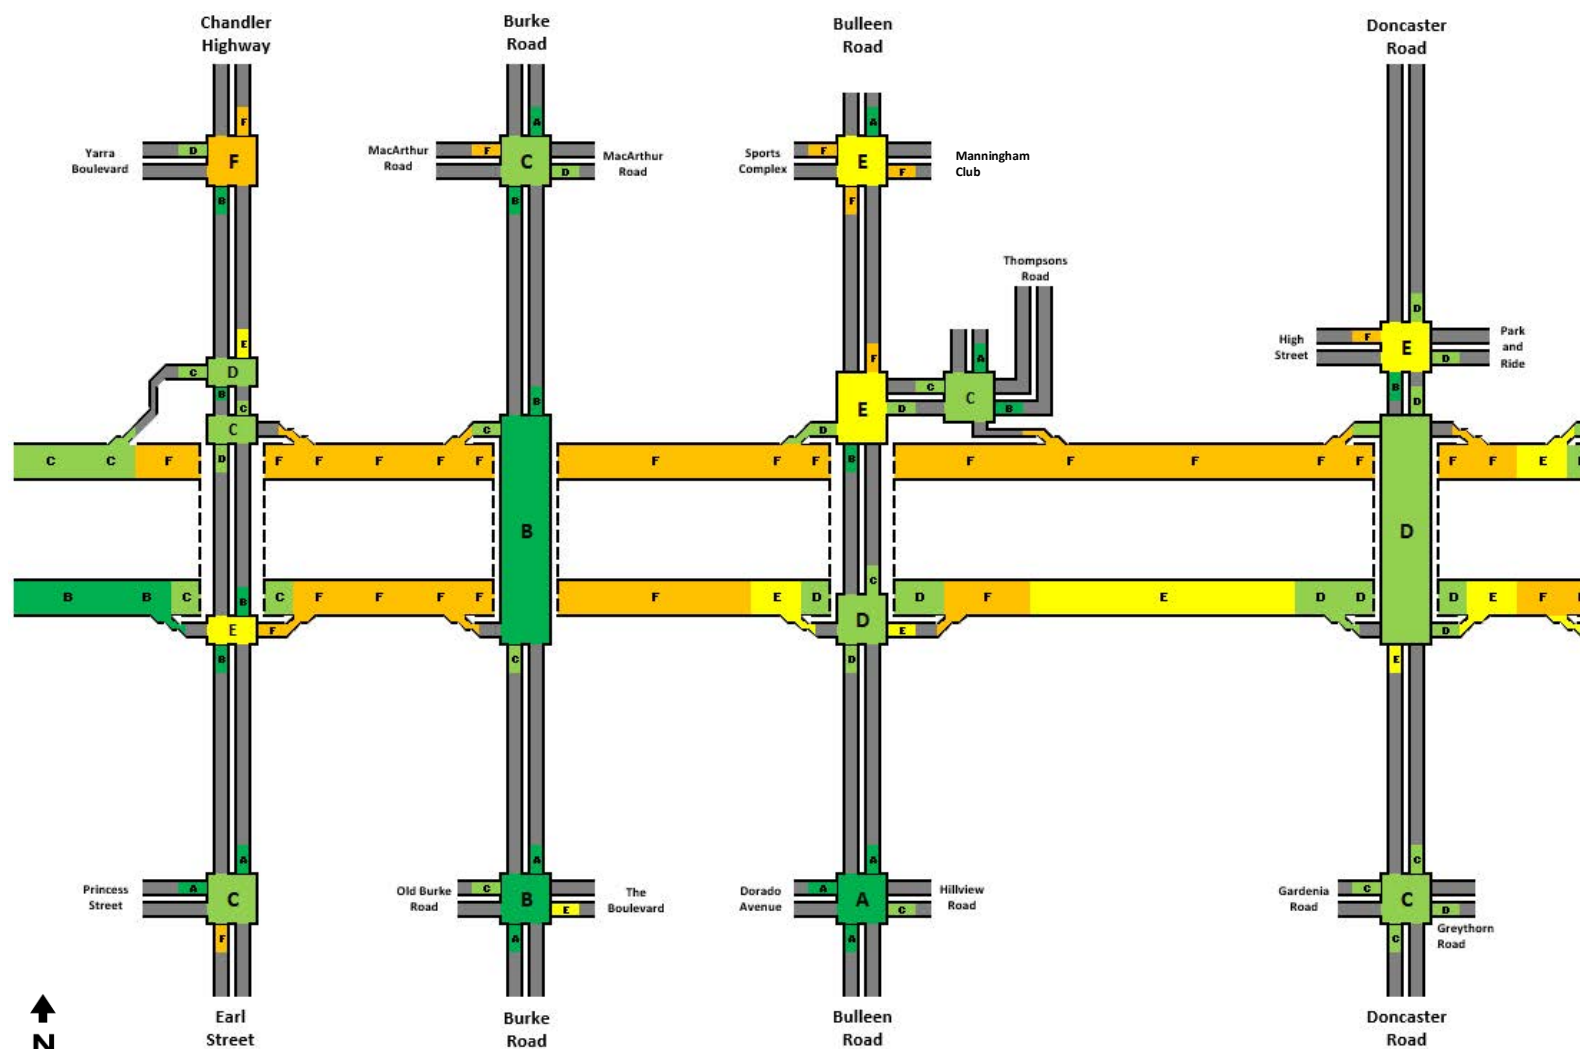 Chandler
Highway
Burke
Road
Bulleen
Road
Doncaster
Road
F
A
A
Yarra
Boulevard
D
F
MacArthur
Road
F
C
D
MacArthur
Road
Sports
Complex
F
E
F
Manningham
Club
B
B
F
Thompsons
Road
D
High
Street
F
E
D
Park
and
Ride
E
F
A
C
D
B
C
B
E
C
D
C
B
B
D
C
C
D
C
C
F
D
F
F
F
F
F
F
F
F
B
F
F
F
F
F
F
F
E
B
D
B
B
C
B
C
F
F
F
F
F
E
D
C
D
F
E
D
D
D
E
F
E
F
D
E
D
B
C
D
E
A
A
A
C
Princess
Street
A
C
Old Burke
Road
C
B
E
The
Boulevard
Dorado
Avenue
A
A
C
Hillview
Road
Gardenia
Road
C
C
D
Greythorn
Road
F
A
A
C
N
Earl
Street
Burke
Road
Bulleen
Road
Doncaster
Road